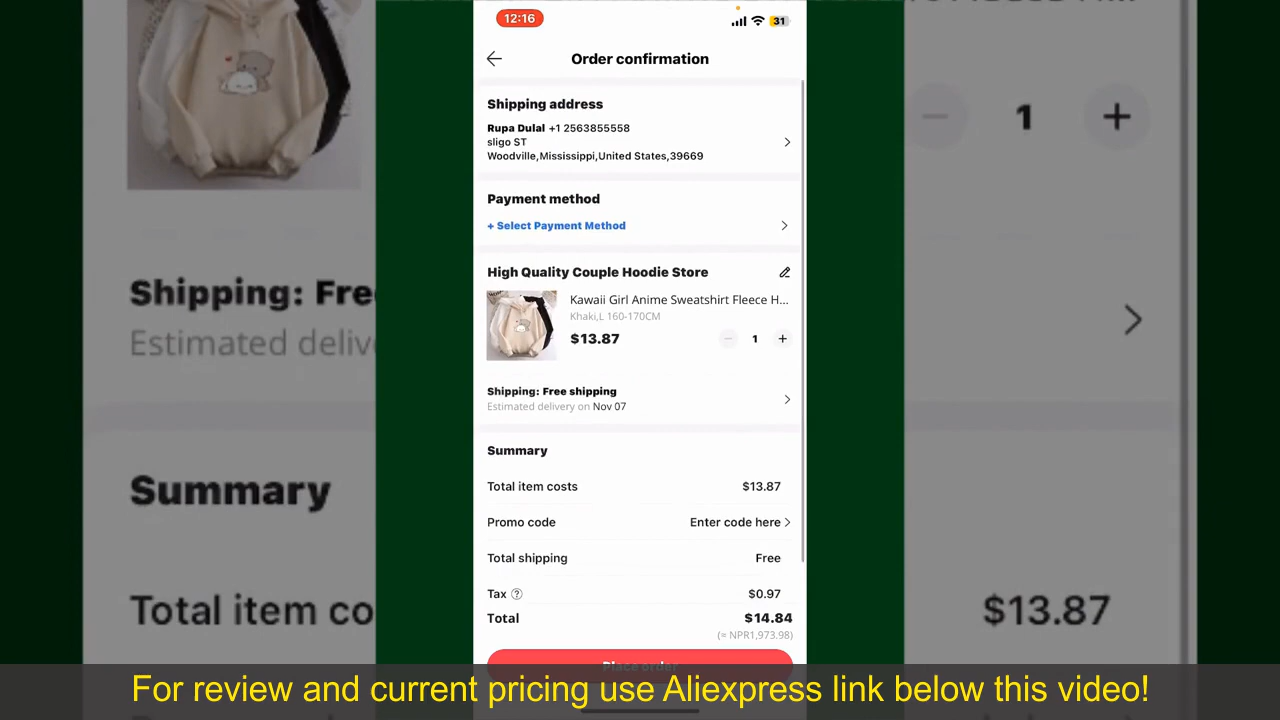 12:16
31
Order confirmation
Shipping address
Rupa Dulal +1 2563855558
sligo ST
Woodville,Mississippi,United States,39669
Payment method
+ Select Payment Method
High Quality Couple Hoodie Store
Kawaii Girl Anime Sweatshirt Fleece H...
Khaki,L 160-170CM
$13.87
1
Shipping: Free shipping
Estimated delivery on Nov 07
Summary
Total item costs $13.87
Promo code Enter code here
Total shipping Free
Tax ? $0.97
Total $14.84
(≈ NPR1,973.98)
Place order
1
Shipping: Fre
Estimated deliv
Summary
Total item co
$13.87
For review and current pricing use Aliexpress link below this video!